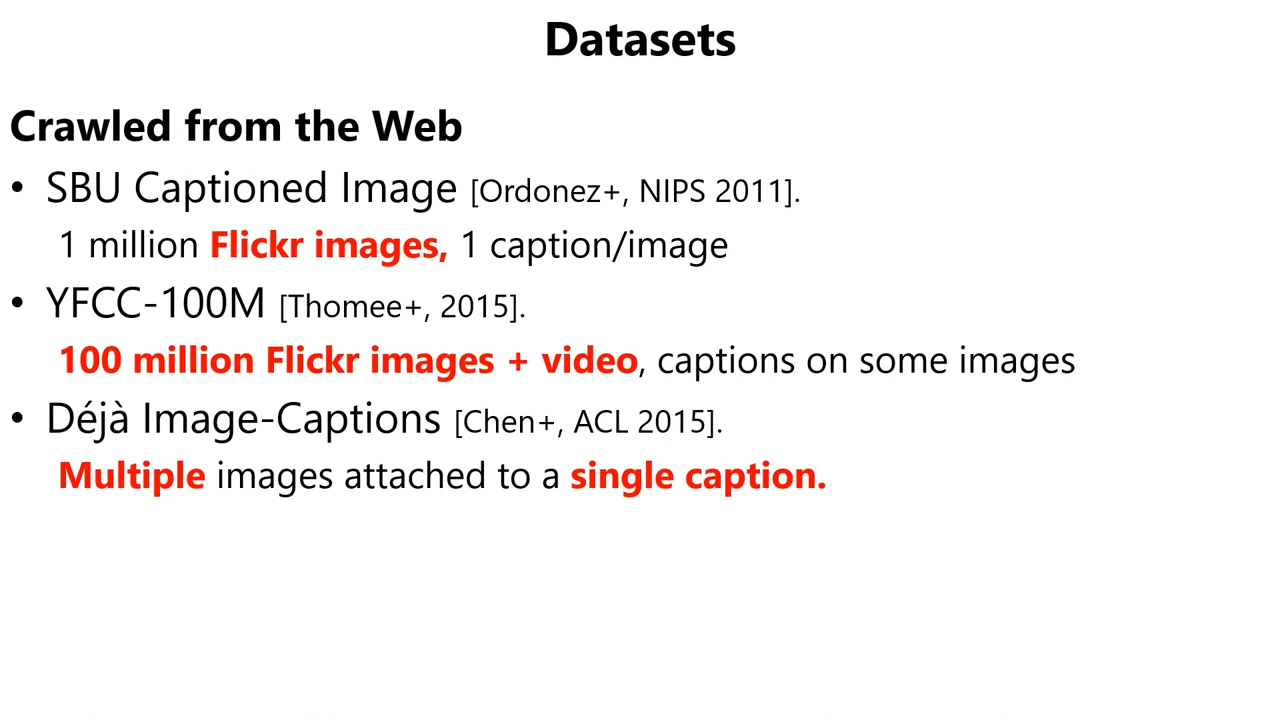 Datasets
Crawled from the Web
• SBU Captioned Image [Ordonez+, NIPS 2011].
1 million Flickr images, 1 caption/image
• YFCC-100M [Thomee+, 2015].
100 million Flickr images + video, captions on some images
• Déjà Image-Captions [Chen+, ACL 2015].
Multiple images attached to a single caption.